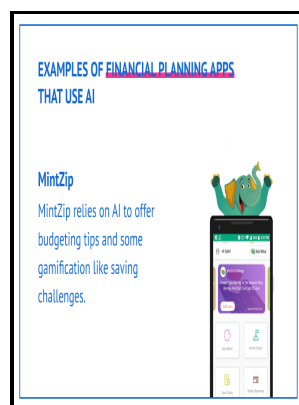 EXAMPLES OF FINANCIAL PLANNING APPS
THAT USE AI
MintZip
MintZip relies on AI to offer
budgeting tips and some
gamification like saving
challenges.